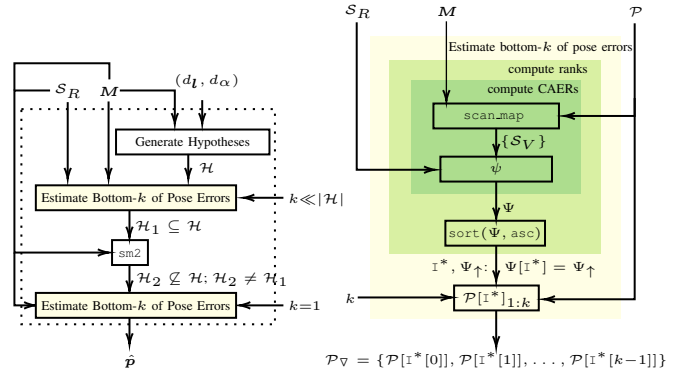 𝒮_R M (d_l, d_α)
Generate Hypotheses
ℋ
Estimate Bottom-k of Pose Errors k≪|ℋ|
ℋ_1 ⊆ ℋ
sm2
ℋ_2 ⊈ ℋ; ℋ_2 ≠ ℋ_1
Estimate Bottom-k of Pose Errors k=1
p̂
𝒮_R M 𝒫
Estimate bottom-k of pose errors
compute ranks
compute CAERs
scan_map
{𝒮_V}
ψ
Ψ
sort(Ψ, asc)
I*, Ψ↑: Ψ[I*] = Ψ↑
k 𝒫[I*]_{1:k}
𝒫_∇ = {𝒫[I*[0]], 𝒫[I*[1]], . . . , 𝒫[I*[k−1]]}